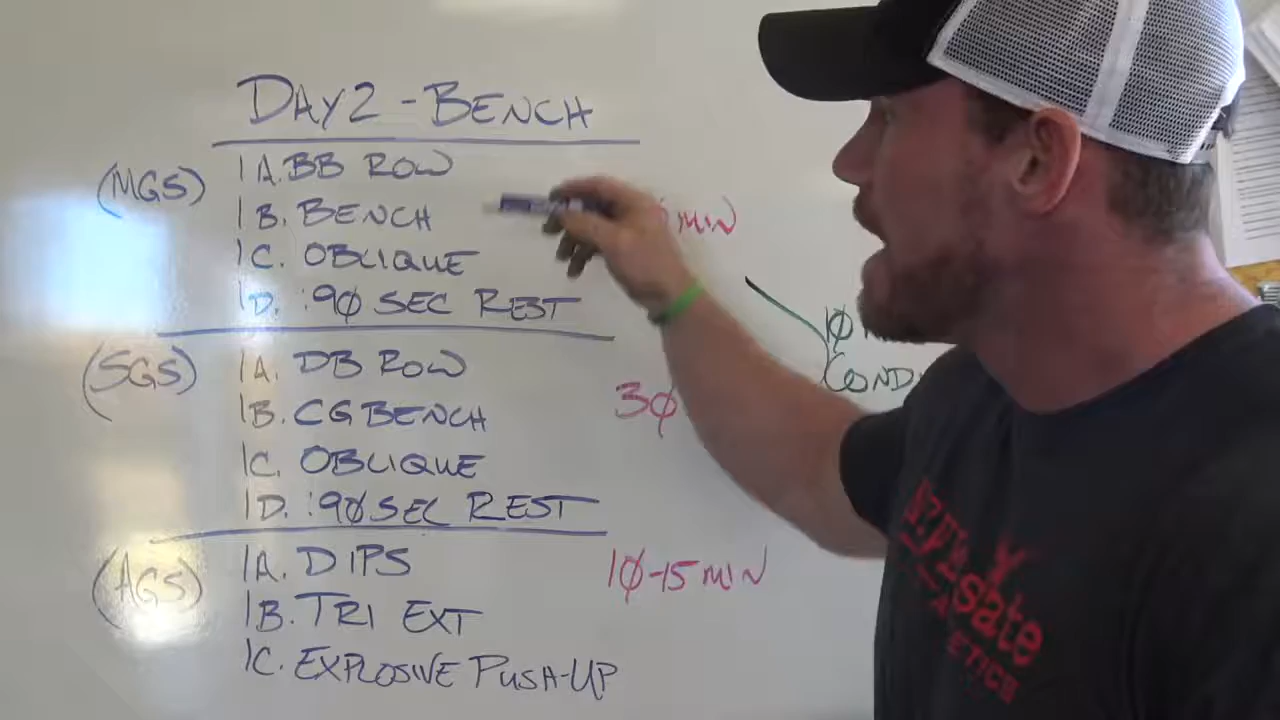 DAY 2 - BENCH
(MGS)
1A. BB ROW
1B. BENCH
1C. OBLIQUE
1D. :90 SEC REST
MIN
(SGS)
1A. DB ROW
1B. CG BENCH
1C. OBLIQUE
1D. :90 SEC REST
30
10
COND
(AGS)
1A. DIPS
1B. TRI EXT
1C. EXPLOSIVE PUSH-UP
10-15 MIN